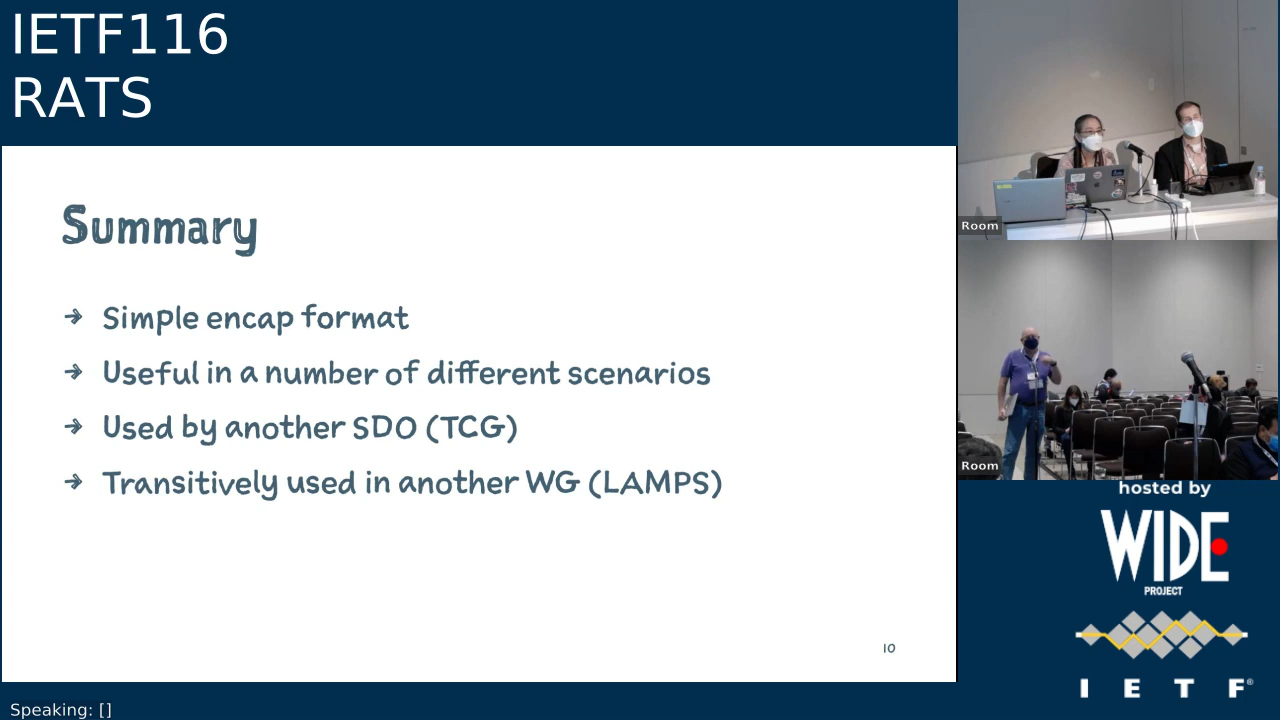 IETF116
RATS
Summary
→ Simple encap format
→ Useful in a number of different scenarios
→ Used by another SDO (TCG)
→ Transitively used in another WG (LAMPS)
10
Room
Room
hosted by
WIDE
PROJECT
I E T F®
Speaking: []